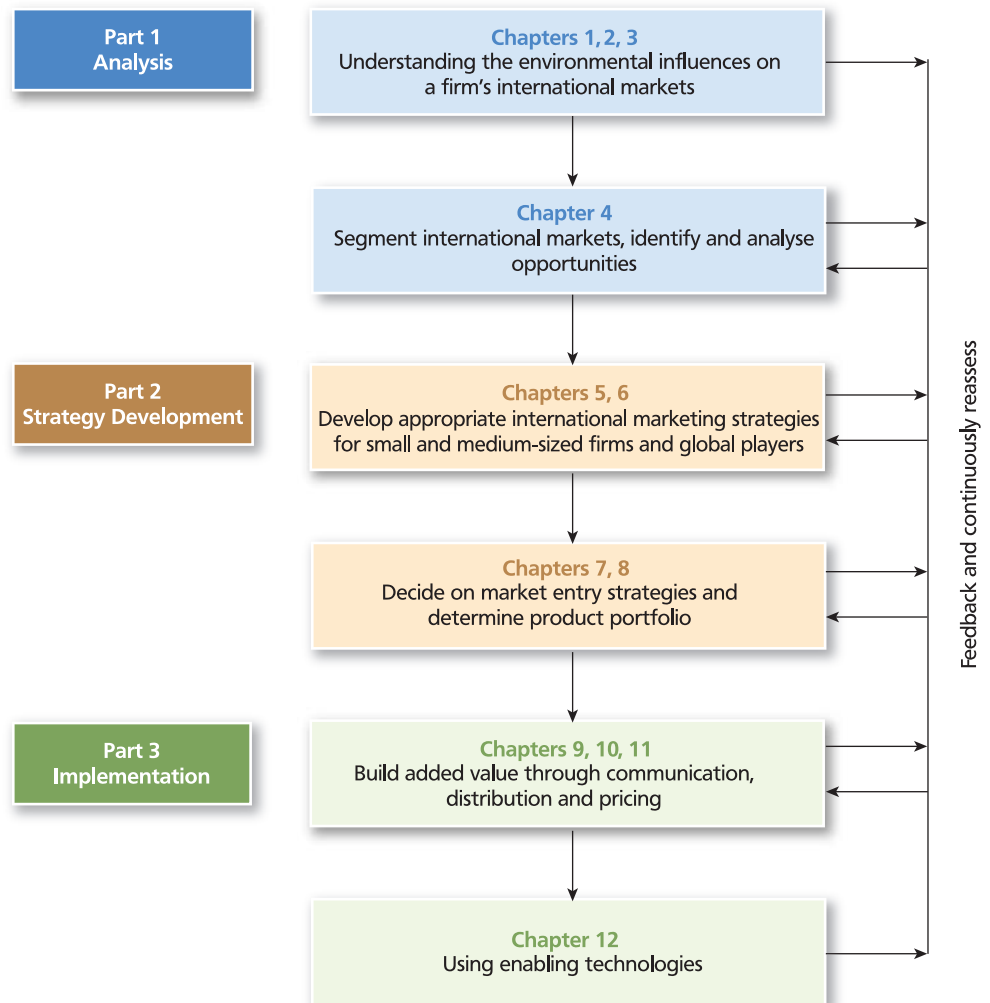 Part 1
Analysis
Chapters 1, 2, 3
Understanding the environmental influences on
a firm's international markets
Chapter 4
Segment international markets, identify and analyse
opportunities
Part 2
Strategy Development
Chapters 5, 6
Develop appropriate international marketing strategies
for small and medium-sized firms and global players
Chapters 7, 8
Decide on market entry strategies and
determine product portfolio
Part 3
Implementation
Chapters 9, 10, 11
Build added value through communication,
distribution and pricing
Chapter 12
Using enabling technologies
Feedback and continuously reassess